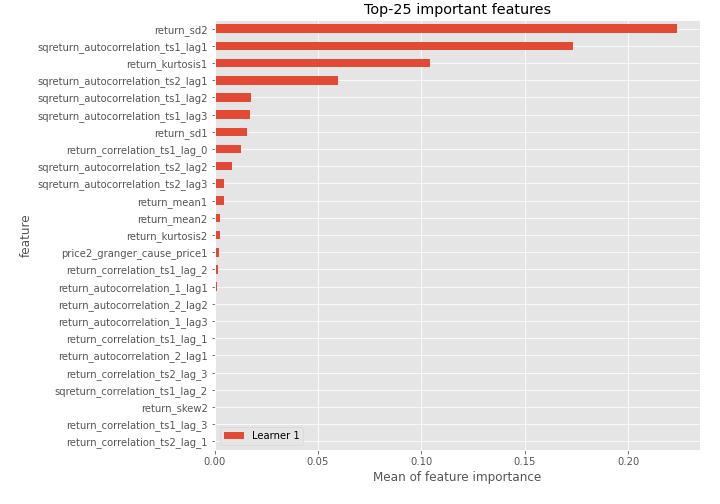 Top-25 important features
return_sd2
sqreturn_autocorrelation_ts1_lag1
return_kurtosis1
sqreturn_autocorrelation_ts2_lag1
sqreturn_autocorrelation_ts1_lag2
sqreturn_autocorrelation_ts1_lag3
return_sd1
return_correlation_ts1_lag_0
sqreturn_autocorrelation_ts2_lag2
sqreturn_autocorrelation_ts2_lag3
return_mean1
return_mean2
return_kurtosis2
price2_granger_cause_price1
return_correlation_ts1_lag_2
return_autocorrelation_1_lag1
return_autocorrelation_2_lag2
return_autocorrelation_1_lag3
return_correlation_ts1_lag_1
return_autocorrelation_2_lag1
return_correlation_ts2_lag_3
sqreturn_correlation_ts1_lag_2
return_skew2
return_correlation_ts1_lag_3
return_correlation_ts2_lag_1
feature
Learner 1
0.00 0.05 0.10 0.15 0.20
Mean of feature importance